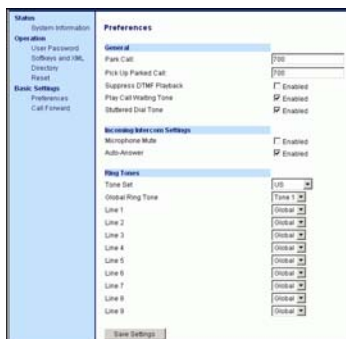 Status
System Information
Operation
User Password
Softkeys and XML
Directory
Reset
Basic Settings
Preferences
Call Forward
Preferences
General
Park Call: 700
Pick Up Parked Call: 700
Suppress DTMF Playback Enabled
Play Call Waiting Tone Enabled
Stuttered Dial Tone Enabled
Incoming Intercom Settings
Microphone Mute Enabled
Auto-Answer Enabled
Ring Tones
Tone Set US
Global Ring Tone Tone 1
Line 1 Global
Line 2 Global
Line 3 Global
Line 4 Global
Line 5 Global
Line 6 Global
Line 7 Global
Line 8 Global
Line 9 Global
Save Settings